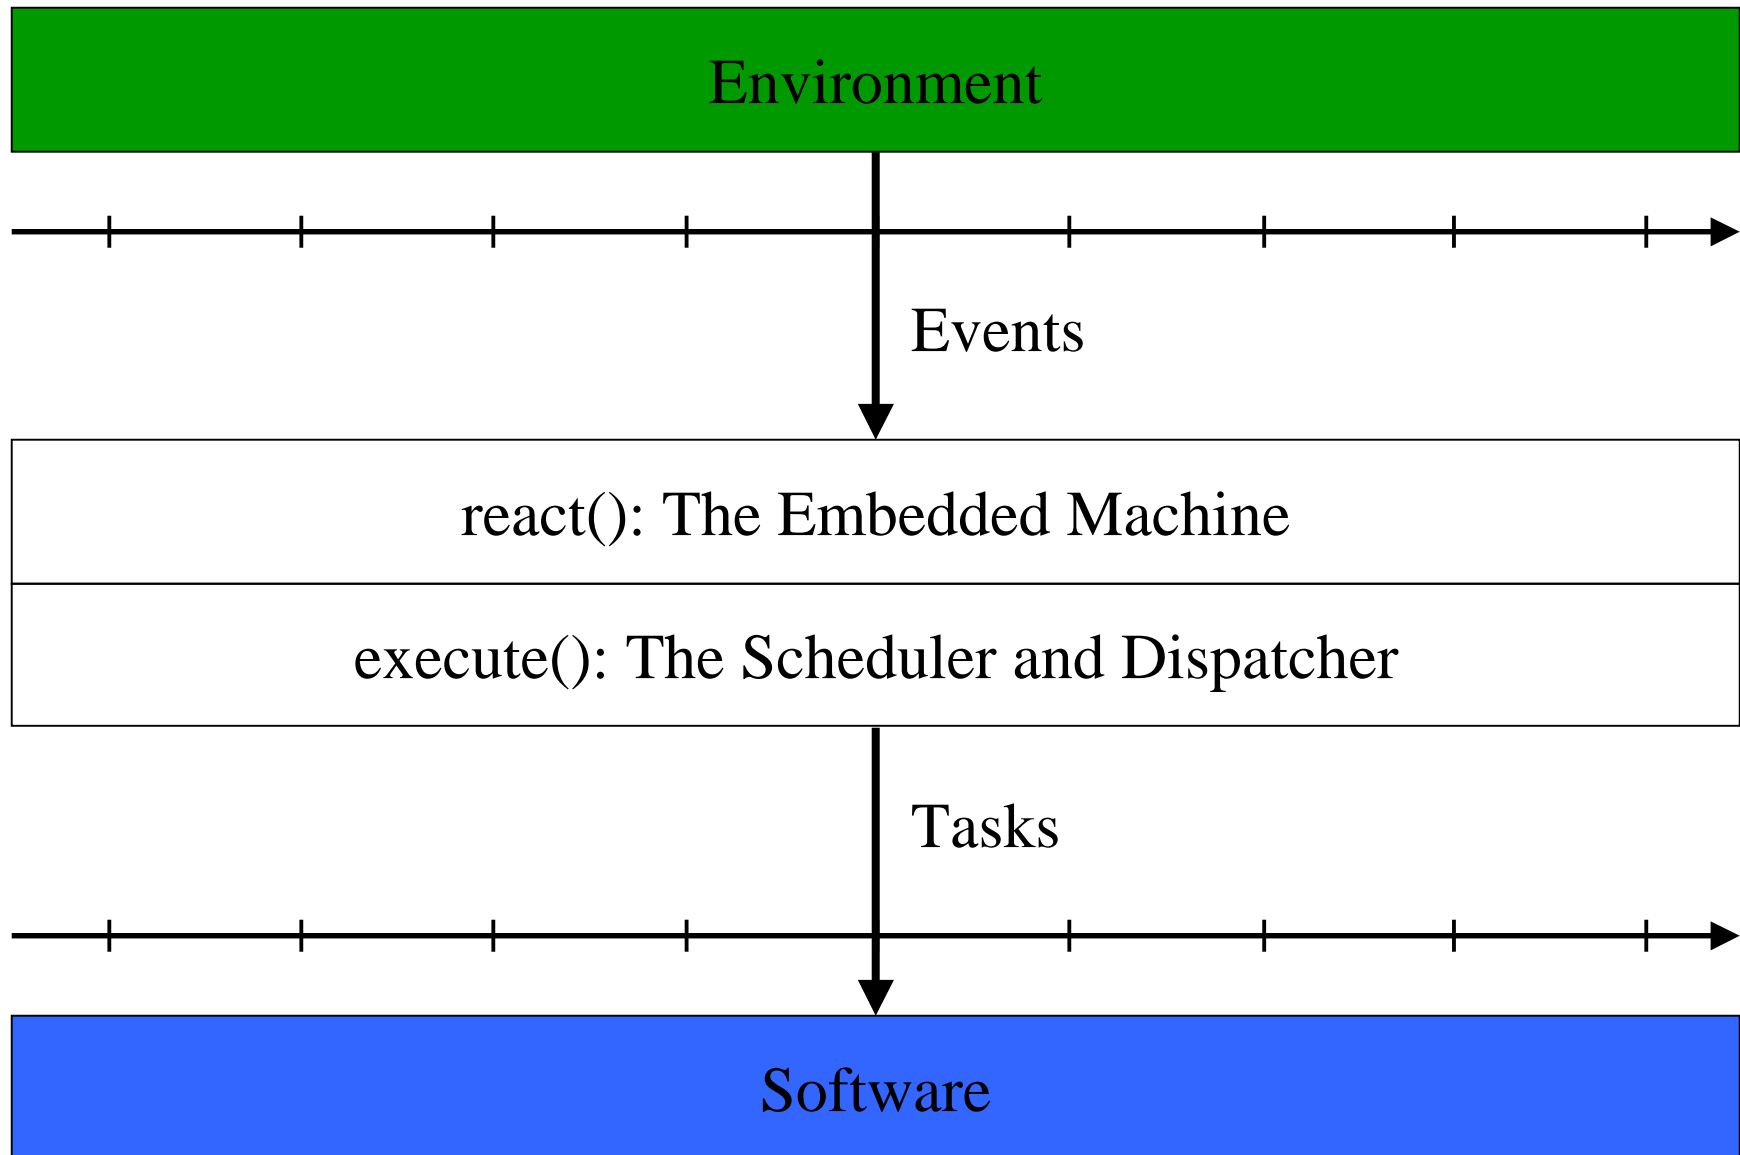 Environment
Events
react(): The Embedded Machine
execute(): The Scheduler and Dispatcher
Tasks
Software